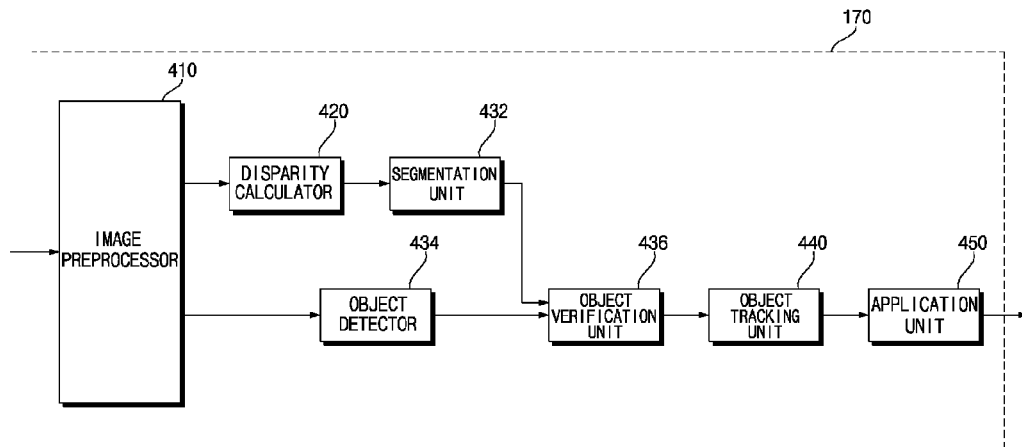 170
410
420
432
DISPARITY
CALCULATOR
SEGMENTATION
UNIT
IMAGE
PREPROCESSOR
434
436
440
450
OBJECT
DETECTOR
OBJECT
VERIFICATION
UNIT
OBJECT
TRACKING
UNIT
APPLICATION
UNIT